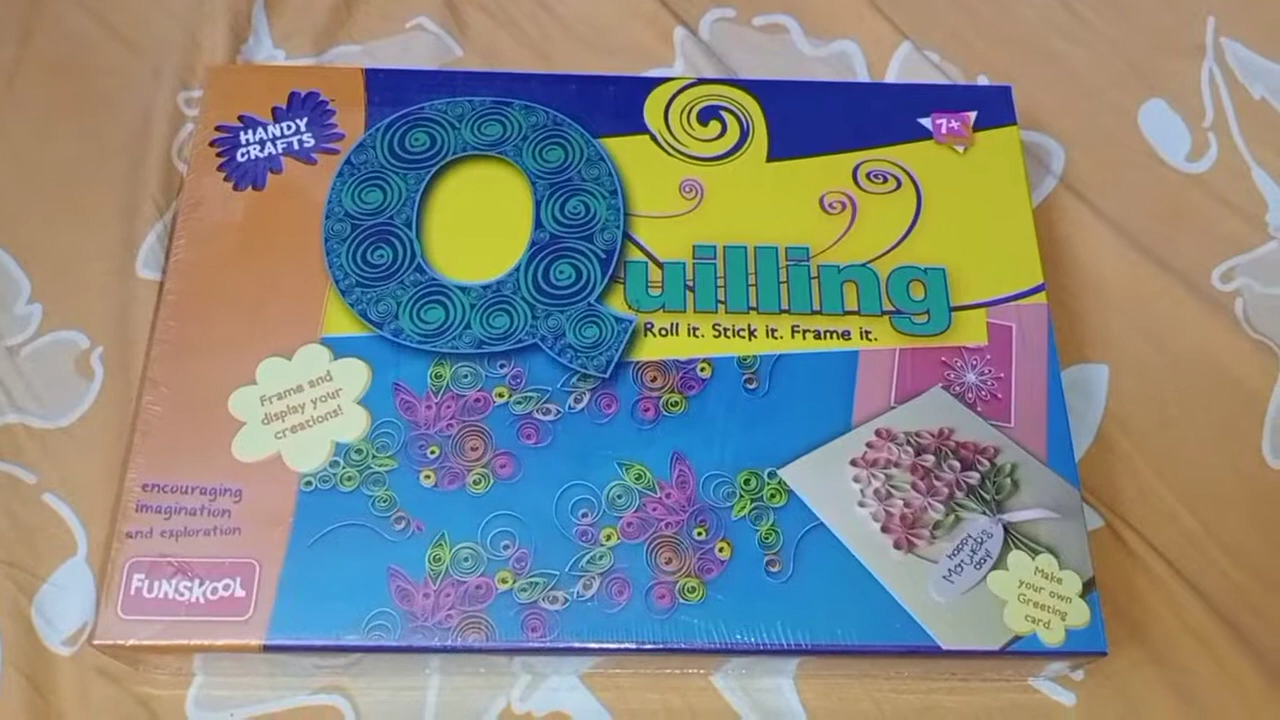 HANDY
CRAFTS
7+
Quilling
Roll it. Stick it. Frame it.
Frame and
display your
creations!
encouraging
imagination
and exploration
FUNSKOOL
happy
MOTHER'S
day!
Make
your own
Greeting
card.